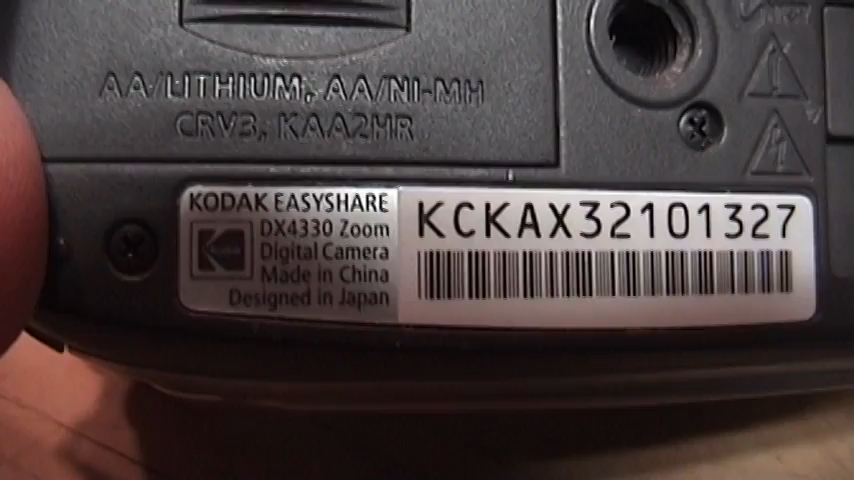 AA/LITHIUM, AA/NI-MH
CRV3, KAA2HR
KODAK EASYSHARE
DX4330 Zoom
Digital Camera
Made in China
Designed in Japan
Kodak
KCKAX32101327